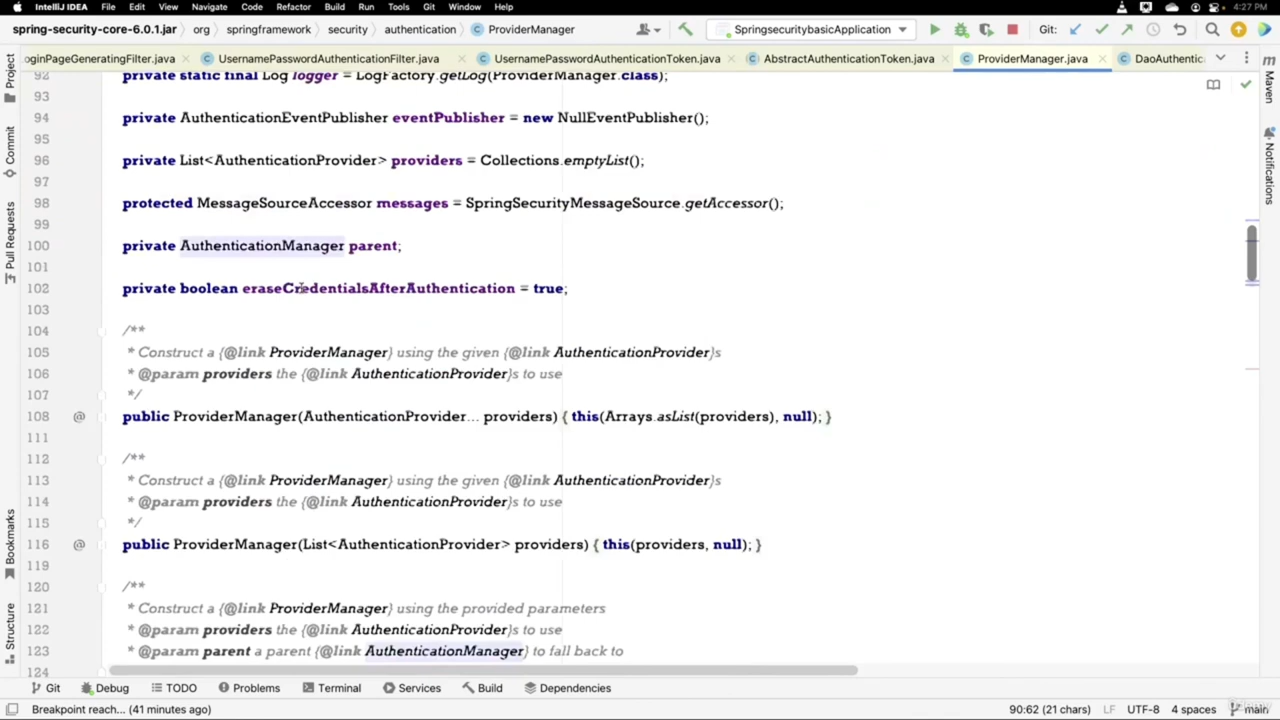 IntelliJ IDEA File Edit View Navigate Code Refactor Build Run Tools Git Window Help 4:27 PM
spring-security-core-6.0.1.jar org springframework security authentication ProviderManager SpringsecuritybasicApplication Git:
oginPageGeneratingFilter.java UsernamePasswordAuthenticationFilter.java UsernamePasswordAuthenticationToken.java AbstractAuthenticationToken.java ProviderManager.java DaoAuthentic
Project
Commit
Pull Requests
Bookmarks
Structure
Maven
Notifications
92 private static final Log logger = LogFactory.getLog(ProviderManager.class);
93
94 private AuthenticationEventPublisher eventPublisher = new NullEventPublisher();
95
96 private List<AuthenticationProvider> providers = Collections.emptyList();
97
98 protected MessageSourceAccessor messages = SpringSecurityMessageSource.getAccessor();
99
100 private AuthenticationManager parent;
101
102 private boolean eraseCredentialsAfterAuthentication = true;
103
104 /**
105 * Construct a {@link ProviderManager} using the given {@link AuthenticationProvider}s
106 * @param providers the {@link AuthenticationProvider}s to use
107 */
108 @ public ProviderManager(AuthenticationProvider... providers) { this(Arrays.asList(providers), null); }
111
112 /**
113 * Construct a {@link ProviderManager} using the given {@link AuthenticationProvider}s
114 * @param providers the {@link AuthenticationProvider}s to use
115 */
116 @ public ProviderManager(List<AuthenticationProvider> providers) { this(providers, null); }
119
120 /**
121 * Construct a {@link ProviderManager} using the provided parameters
122 * @param providers the {@link AuthenticationProvider}s to use
123 * @param parent a parent {@link AuthenticationManager} to fall back to
124
Git Debug TODO Problems Terminal Services Build Dependencies
Breakpoint reach... (41 minutes ago) 90:62 (21 chars) LF UTF-8 4 spaces main